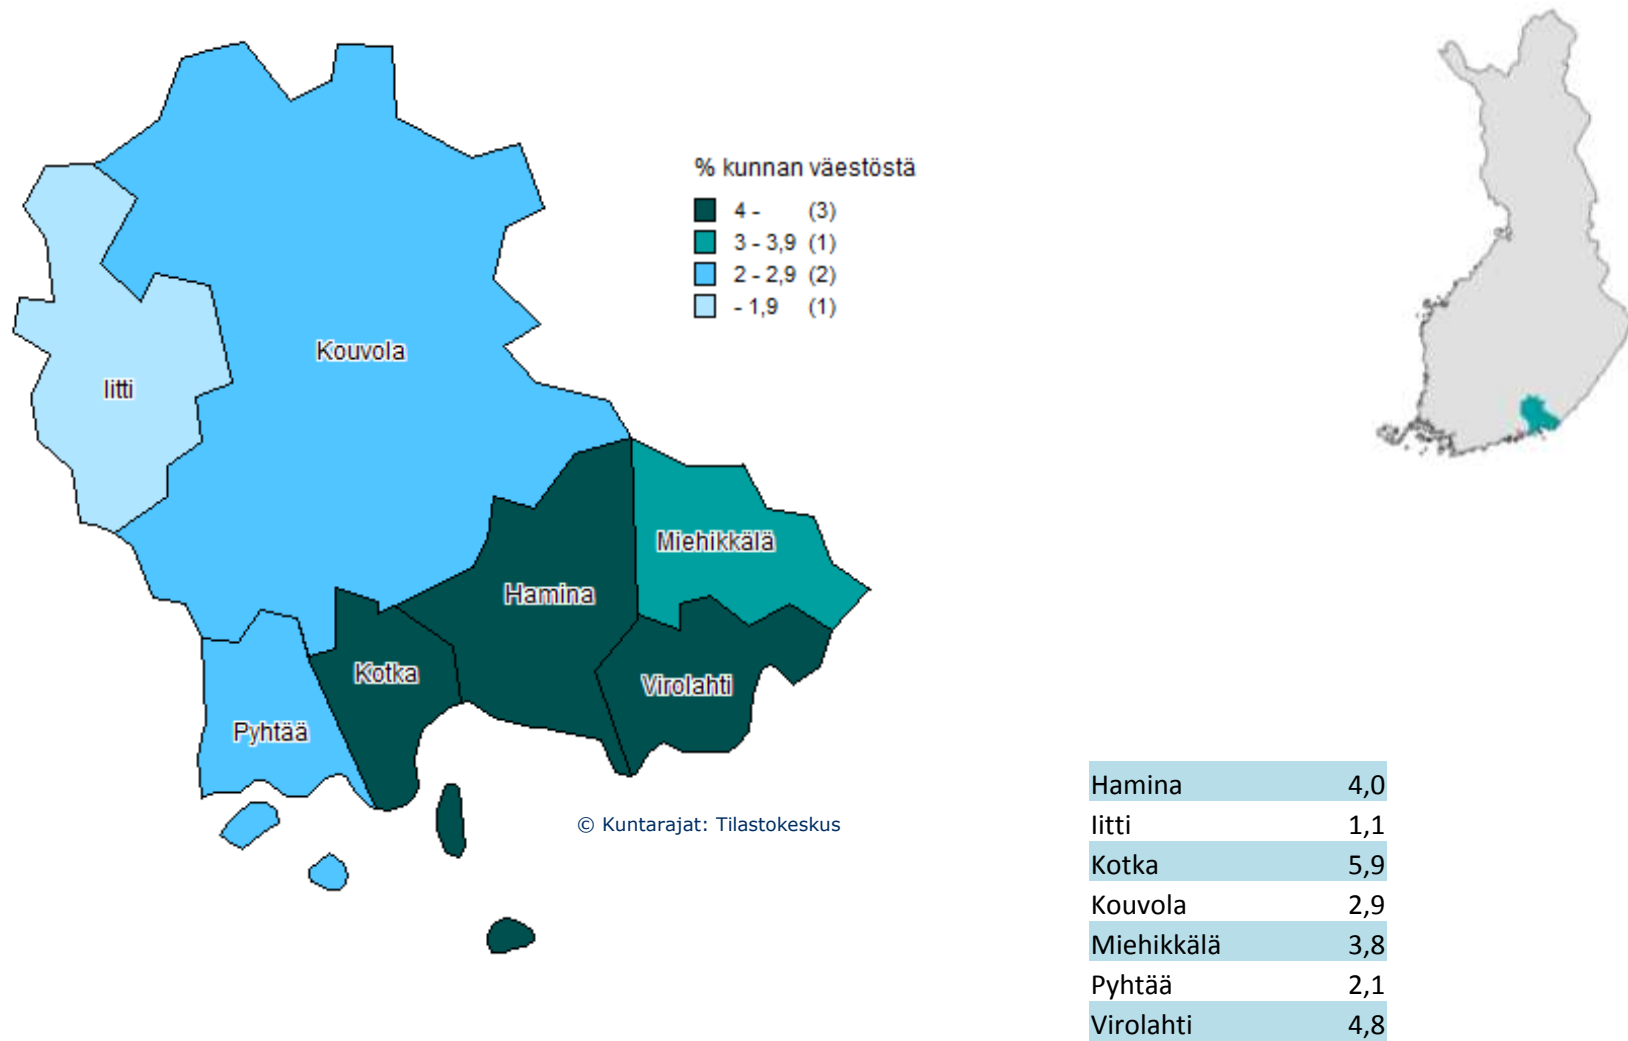 % kunnan väestöstä
4 - (3)
3 - 3,9 (1)
2 - 2,9 (2)
- 1,9 (1)
Kouvola
Iitti
Miehikkälä
Hamina
Kotka
Virolahti
Pyhtää
© Kuntarajat: Tilastokeskus
Hamina 4,0
Iitti 1,1
Kotka 5,9
Kouvola 2,9
Miehikkälä 3,8
Pyhtää 2,1
Virolahti 4,8